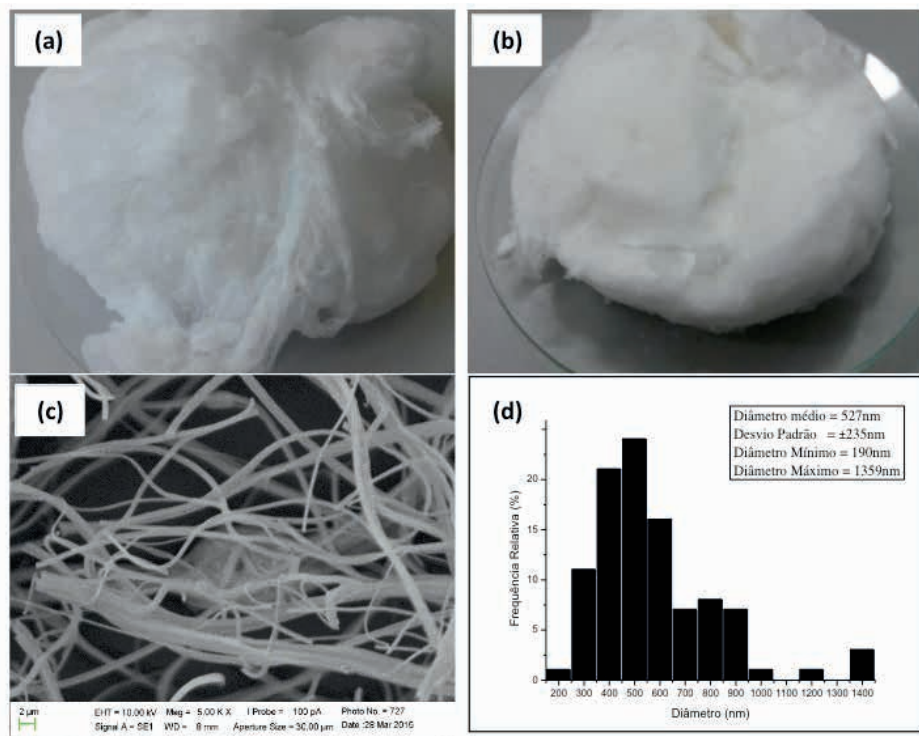 (a)
(b)
(c)
2 µm
EHT = 10.00 kV Mag = 5.00 K X I Probe = 100 pA Photo No. = 727
Signal A = SE1 WD = 8 mm Aperture Size = 30.00 µm Date :28 Mar 2016
(d)
Diâmetro médio = 527nm
Desvio Padrão = ±235nm
Diâmetro Mínimo = 190nm
Diâmetro Máximo = 1359nm
Frequência Relativa (%)
20
15
10
5
0
200 300 400 500 600 700 800 900 1000 1100 1200 1300 1400
Diâmetro (nm)